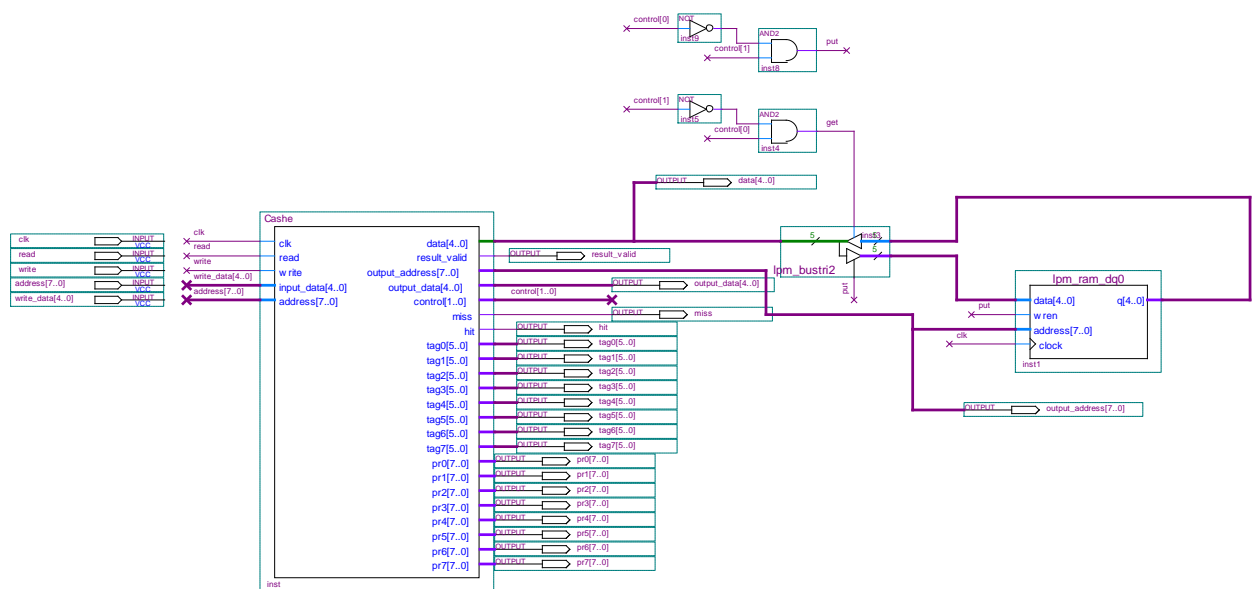 control[0]
NOT
inst9
AND2
put
control[1]
inst8
control[1]
NOT
inst5
AND2
get
control[0]
inst4
OUTPUT data[4..0]
Cashe
clk INPUT VCC
read INPUT VCC
write INPUT VCC
address[7..0] INPUT VCC
write_data[4..0] INPUT VCC
clk
read
write
write_data[4..0]
address[7..0]
clk
read
w rite
input_data[4..0]
address[7..0]
data[4..0]
result_valid
output_address[7..0]
output_data[4..0]
control[1..0]
miss
hit
tag0[5..0]
tag1[5..0]
tag2[5..0]
tag3[5..0]
tag4[5..0]
tag5[5..0]
tag6[5..0]
tag7[5..0]
pr0[7..0]
pr1[7..0]
pr2[7..0]
pr3[7..0]
pr4[7..0]
pr5[7..0]
pr6[7..0]
pr7[7..0]
inst
OUTPUT result_valid
OUTPUT output_data[4..0]
control[1..0]
OUTPUT miss
OUTPUT hit
OUTPUT tag0[5..0]
OUTPUT tag1[5..0]
OUTPUT tag2[5..0]
OUTPUT tag3[5..0]
OUTPUT tag4[5..0]
OUTPUT tag5[5..0]
OUTPUT tag6[5..0]
OUTPUT tag7[5..0]
OUTPUT pr0[7..0]
OUTPUT pr1[7..0]
OUTPUT pr2[7..0]
OUTPUT pr3[7..0]
OUTPUT pr4[7..0]
OUTPUT pr5[7..0]
OUTPUT pr6[7..0]
OUTPUT pr7[7..0]
5
5
lpm_bustri2
put
lpm_ram_dq0
data[4..0]
q[4..0]
put
w ren
address[7..0]
clk
clock
inst1
OUTPUT output_address[7..0]